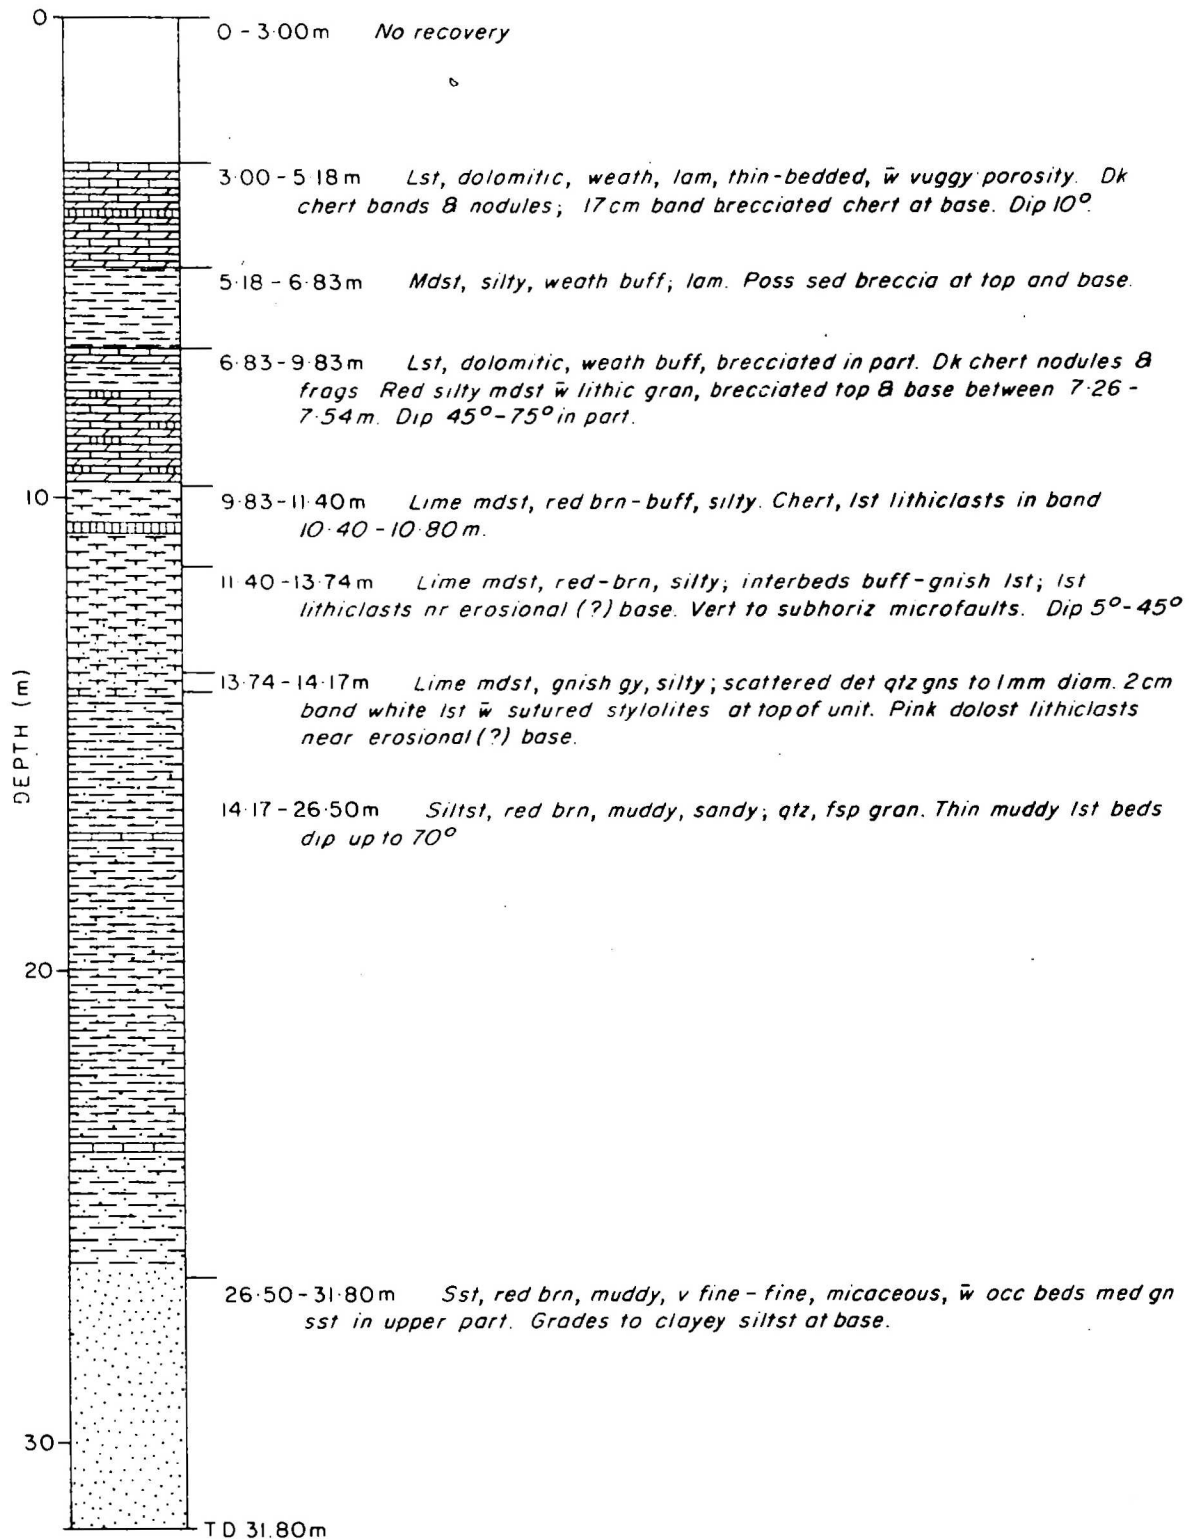 0
0 - 3·00m No recovery
3·00 - 5·18m Lst, dolomitic, weath, lam, thin-bedded, w̄ vuggy porosity. Dk
chert bands & nodules; 17cm band brecciated chert at base. Dip 10°.
5·18 - 6·83m Mdst, silty, weath buff; lam. Poss sed breccia at top and base.
6·83 - 9·83m Lst, dolomitic, weath buff, brecciated in part. Dk chert nodules &
frags Red silty mdst w̄ lithic gran, brecciated top & base between 7·26 -
7·54m. Dip 45°-75° in part.
10
9·83 - 11·40m Lime mdst, red brn-buff, silty. Chert, lst lithiclasts in band
10·40 - 10·80m.
11·40 - 13·74m Lime mdst, red-brn, silty; interbeds buff-gnish lst; lst
lithiclasts nr erosional (?) base. Vert to subhoriz microfaults. Dip 5°-45°
DEPTH (m)
13·74 - 14·17m Lime mdst, gnish gy, silty; scattered det qtz gns to 1mm diam. 2cm
band white lst w̄ sutured stylolites at top of unit. Pink dolost lithiclasts
near erosional (?) base.
14·17 - 26·50m Siltst, red brn, muddy, sandy; qtz, fsp gran. Thin muddy lst beds
dip up to 70°
20
26·50 - 31·80m Sst, red brn, muddy, v fine - fine, micaceous, w̄ occ beds med gn
sst in upper part. Grades to clayey siltst at base.
30
TD 31.80m